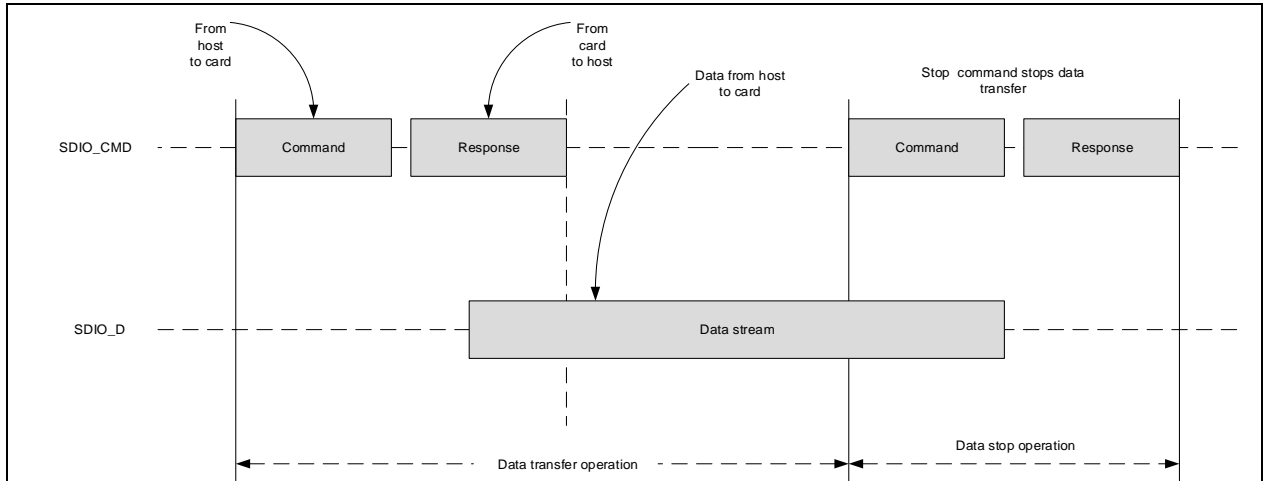 From
host
to card
From
card
to host
Data from host
to card
Stop command stops data
transfer
SDIO_CMD
Command
Response
Command
Response
SDIO_D
Data stream
Data transfer operation
Data stop operation